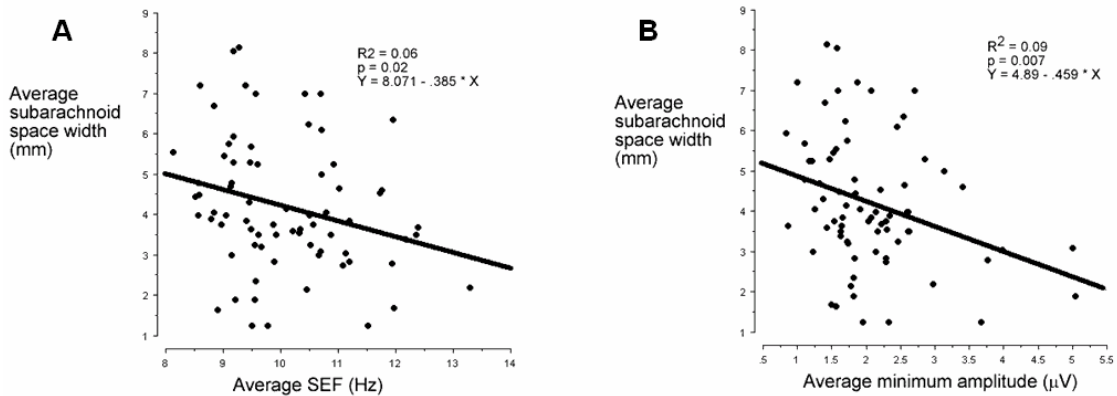 A
R2 = 0.06
p = 0.02
Y = 8.071 - .385 * X
Average
subarachnoid
space width
(mm)
9
8
7
6
5
4
3
2
1
8 9 10 11 12 13 14
Average SEF (Hz)
B
R² = 0.09
p = 0.007
Y = 4.89 - .459 * X
Average
subarachnoid
space width
(mm)
9
8
7
6
5
4
3
2
1
.5 1 1.5 2 2.5 3 3.5 4 4.5 5 5.5
Average minimum amplitude (µV)